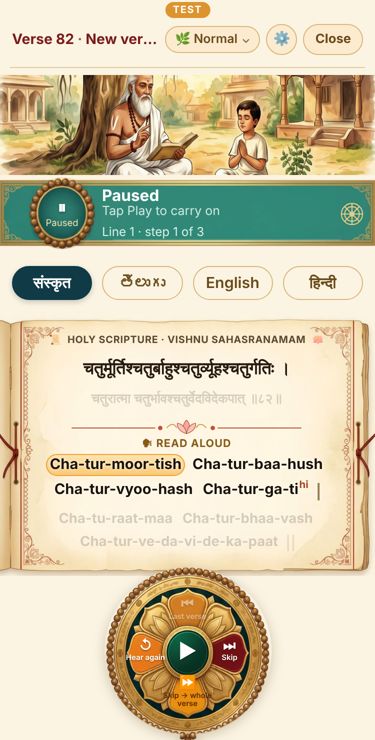 TEST
Verse 82 · New ver... Normal Close
Paused
Paused
Tap Play to carry on
Line 1 · step 1 of 3
संस्कृत తెలుగు English हिन्दी
HOLY SCRIPTURE · VISHNU SAHASRANAMAM
चतुर्मूर्तिश्चतुर्बाहुश्चतुर्व्यूहश्चतुर्गतिः ।
चतुरात्मा चतुर्भावश्चतुर्वेदविदेकपात् ॥८२॥
READ ALOUD
Cha-tur-moor-tish Cha-tur-baa-hush
Cha-tur-vyoo-hash Cha-tur-ga-tihi |
Cha-tu-raat-maa Cha-tur-bhaa-vash
Cha-tur-ve-da-vi-de-ka-paat ||
Last verse
Hear again
Skip
Skip → whole
verse